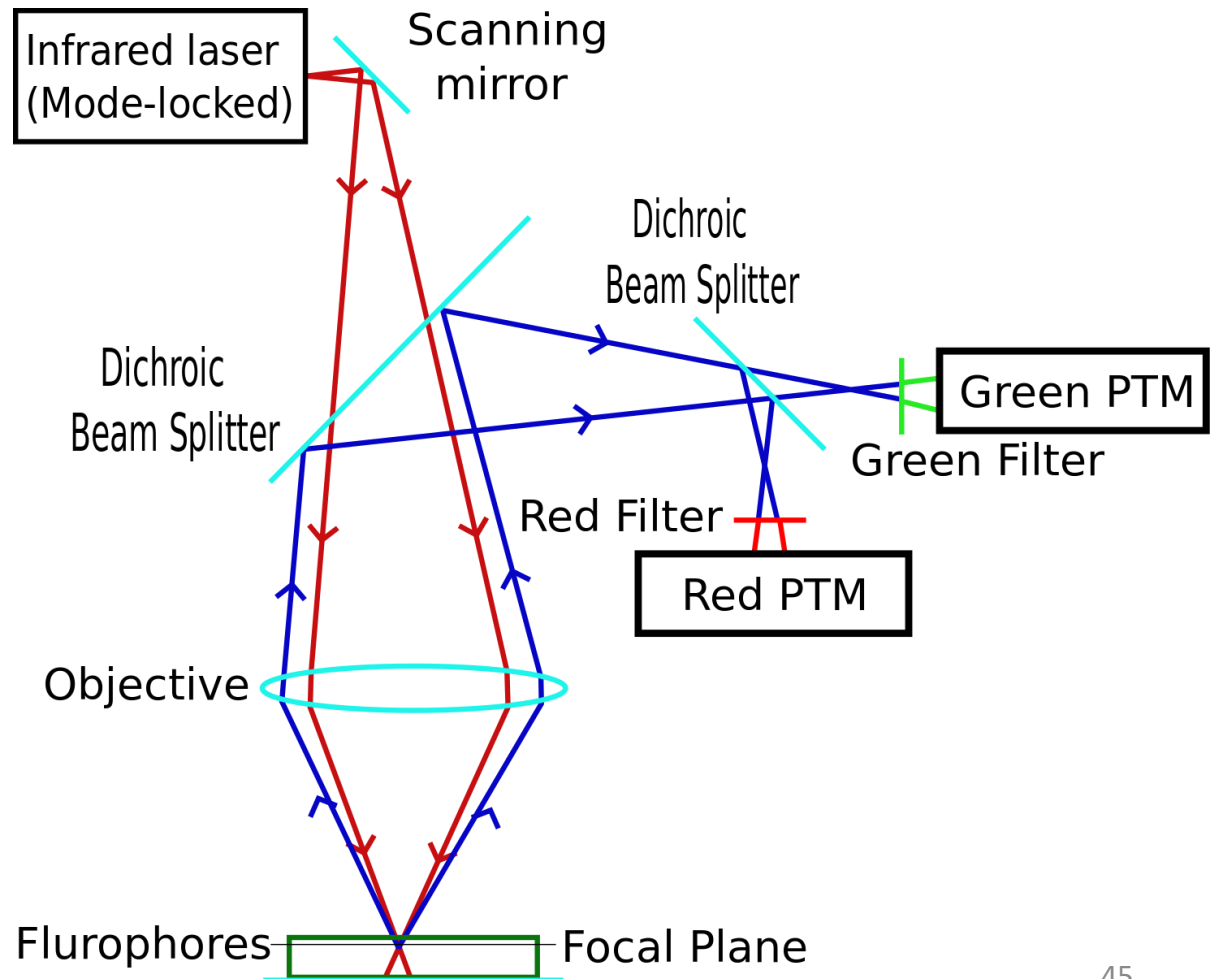 Infrared laser
(Mode-locked)
Scanning
mirror
Dichroic
Beam Splitter
Dichroic
Beam Splitter
Green PTM
Green Filter
Red Filter
Red PTM
Objective
Flurophores
Focal Plane
45